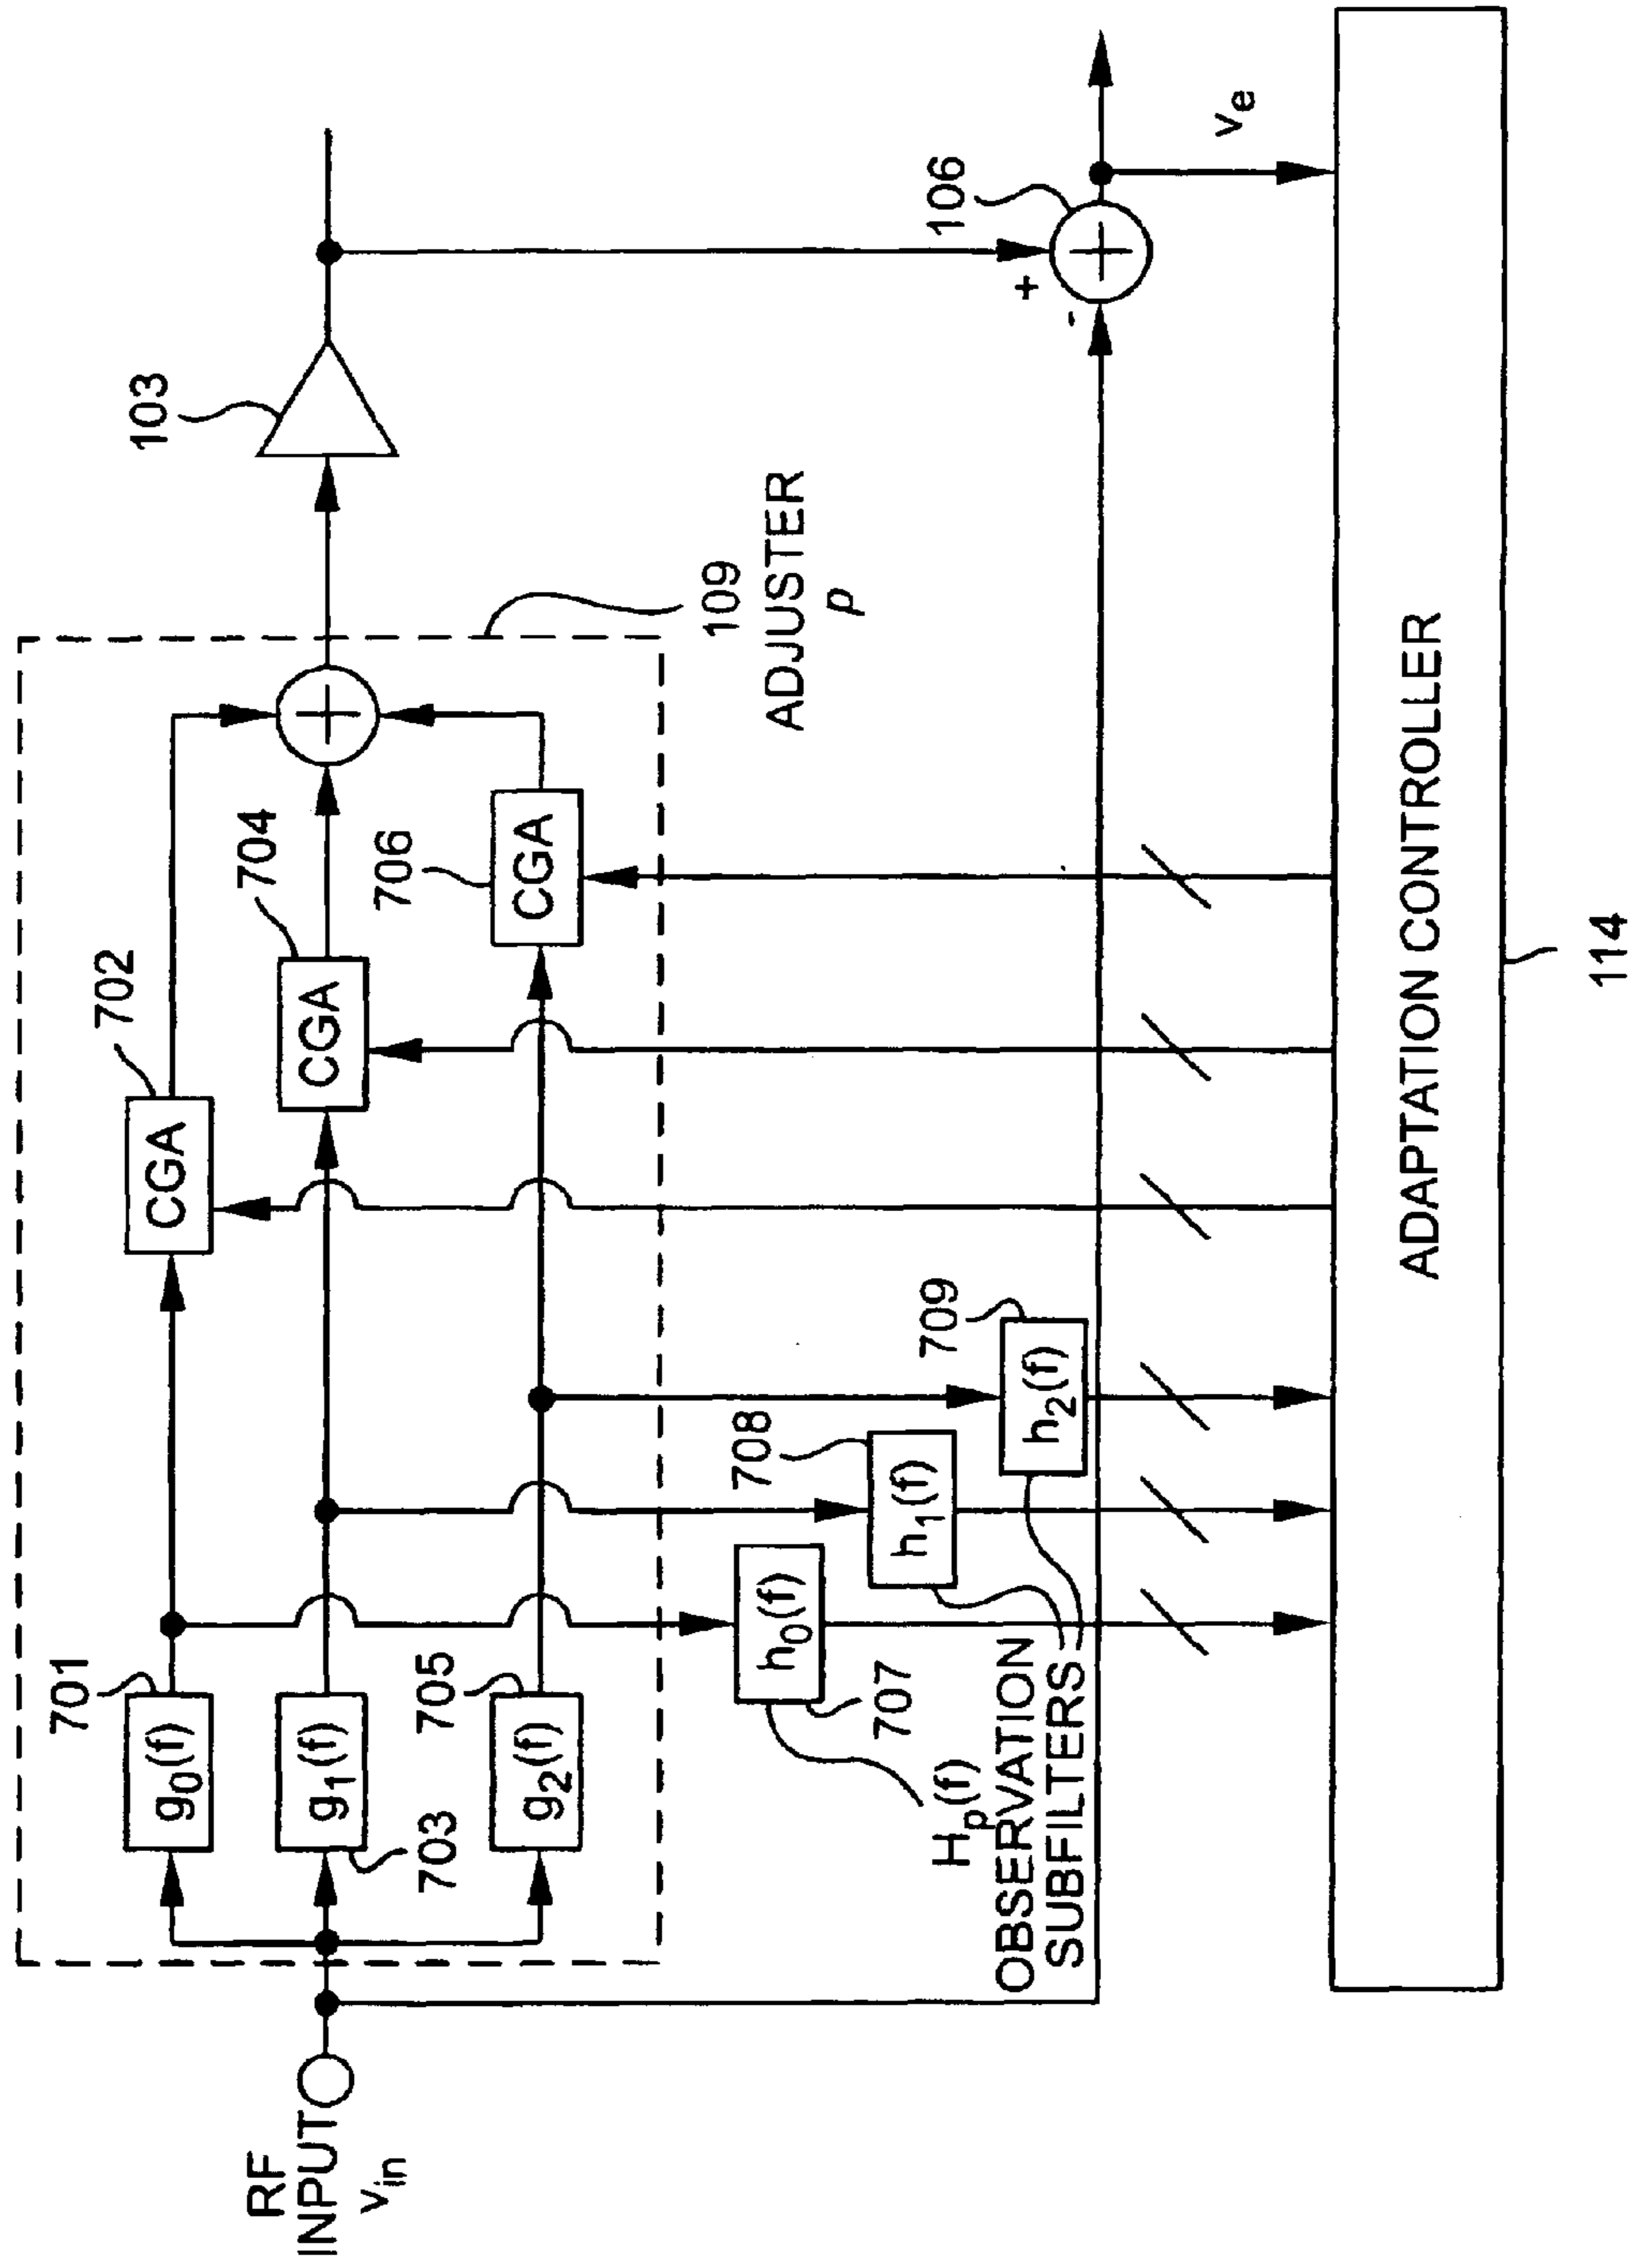 RF
INPUT
v_in
701
g₀(f)
g₁(f)
703
705
g₂(f)
702
CGA
704
CGA
706
CGA
109
ADJUSTER
p
103
h₀(f)
707
708
h₁(f)
709
h₂(f)
Hₚ(f)
OBSERVATION
SUBFILTERS
106
+
-
vₑ
ADAPTATION CONTROLLER
114